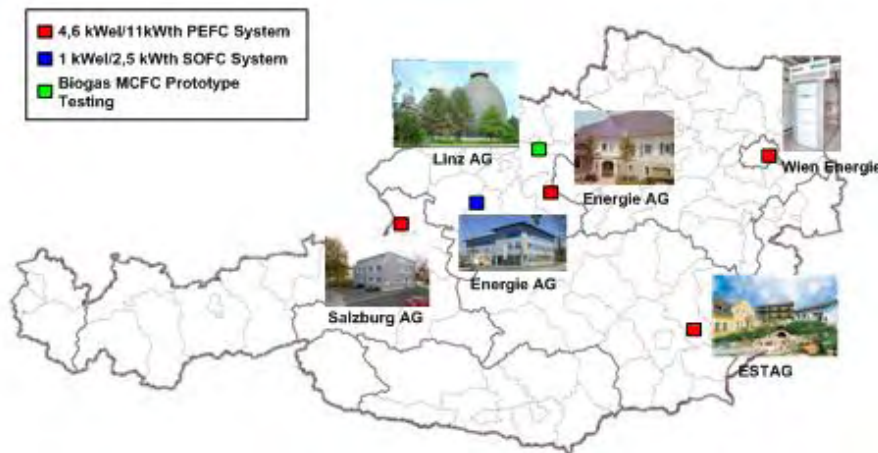 4,6 kWel/11kWth PEFC System
1 kWel/2,5 kWth SOFC System
Biogas MCFC Prototype
Testing
Linz AG
Energie AG
Wien Energie
Energie AG
Salzburg AG
ESTAG